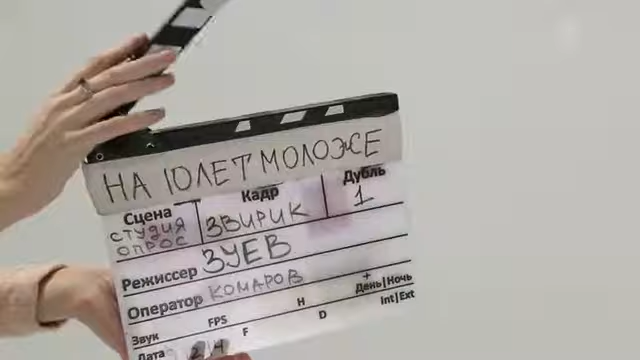 НА 10ЛЕТ МОЛОЖЕ
Сцена Кадр Дубль
СТУДИЯ ОПРОС ЗВИРИК 1
Режиссер ЗУЕВ
Оператор КОМАРОВ + День|Ночь
Звук FPS H Int|Ext
Дата F D